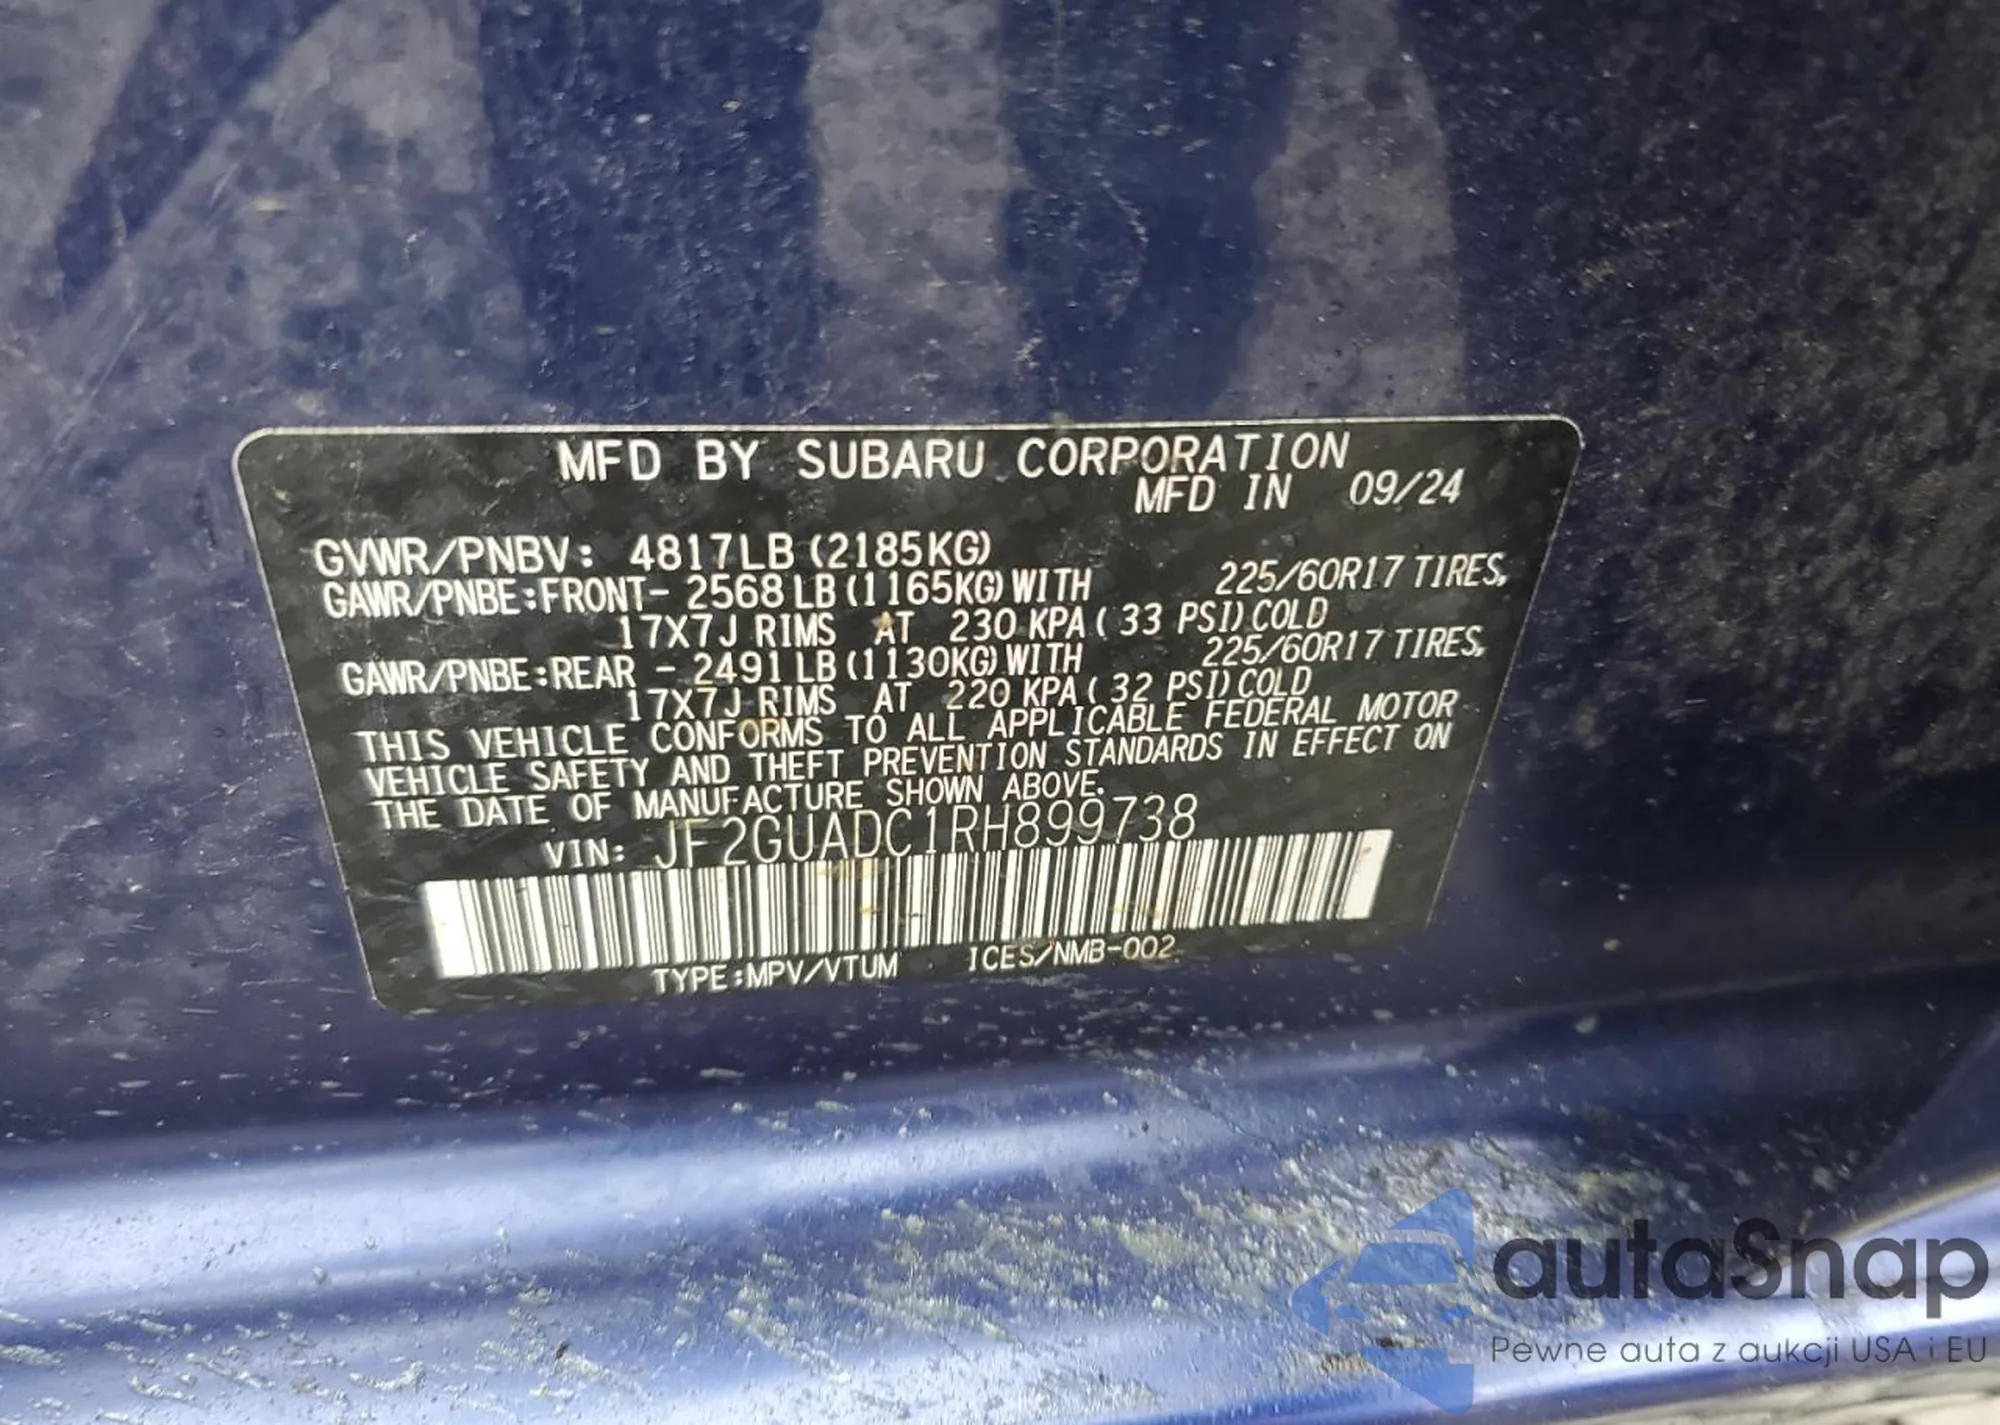 MFD BY SUBARU CORPORATION
MFD IN 09/24
GVWR/PNBV: 4817LB (2185KG)
GAWR/PNBE:FRONT- 2568 LB (1165KG) WITH 225/60R17 TIRES,
17X7J RIMS AT 230 KPA ( 33 PSI) COLD
GAWR/PNBE:REAR - 2491 LB (1130KG) WITH 225/60R17 TIRES,
17X7J RIMS AT 220 KPA ( 32 PSI) COLD
THIS VEHICLE CONFORMS TO ALL APPLICABLE FEDERAL MOTOR
VEHICLE SAFETY AND THEFT PREVENTION STANDARDS IN EFFECT ON
THE DATE OF MANUFACTURE SHOWN ABOVE.
VIN: JF2GUADC1RH899738
TYPE:MPV/VTUM ICES/NMB-002
autaSnap
Pewne auta z aukcji USA i EU